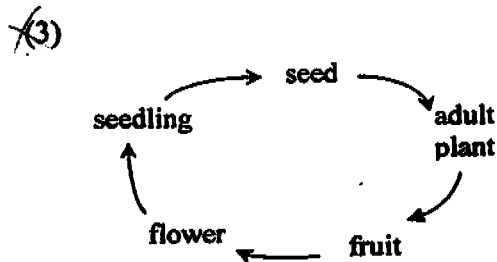 (3)
seed
seedling
adult
plant
flower
fruit